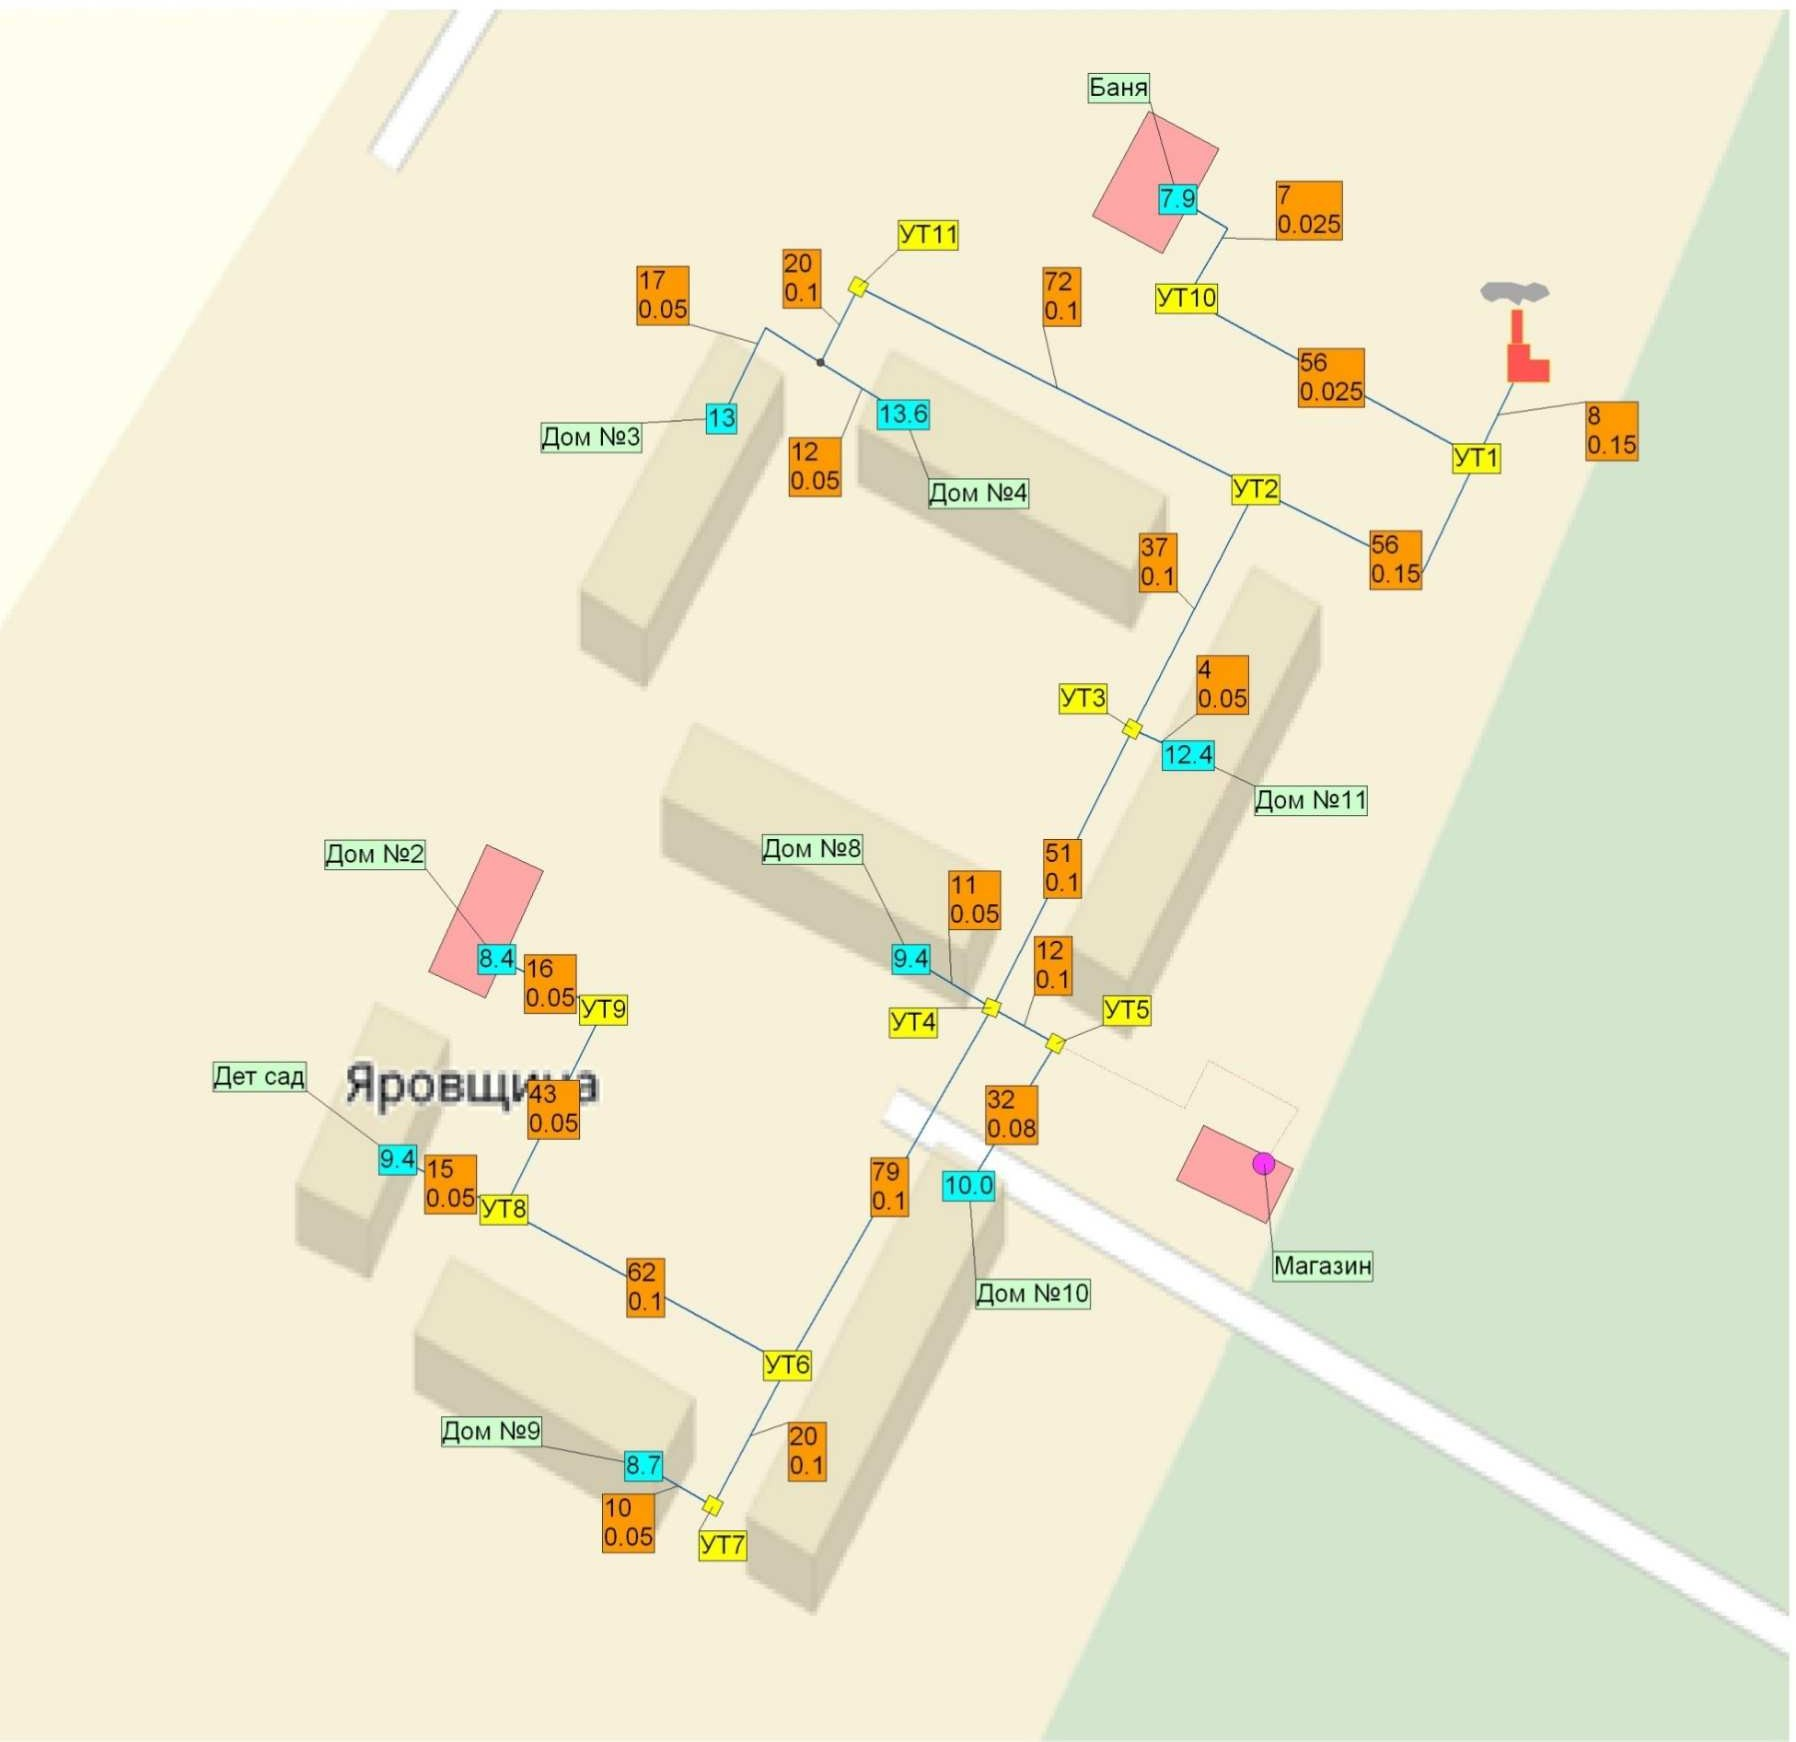 Баня
7.9
7
0.025
УТ11
20
0.1
17
0.05
72
0.1
УТ10
56
0.025
8
0.15
13
Дом №3
13.6
12
0.05
Дом №4
УТ1
УТ2
37
0.1
56
0.15
4
0.05
УТ3
12.4
Дом №11
Дом №2
Дом №8
51
0.1
11
0.05
8.4
16
0.05
9.4
12
0.1
УТ9
УТ4
УТ5
Дет сад
Яровщина
43
0.05
32
0.08
9.4
15
0.05
79
0.1
10.0
УТ8
62
0.1
Дом №10
Магазин
УТ6
Дом №9
8.7
20
0.1
10
0.05
УТ7